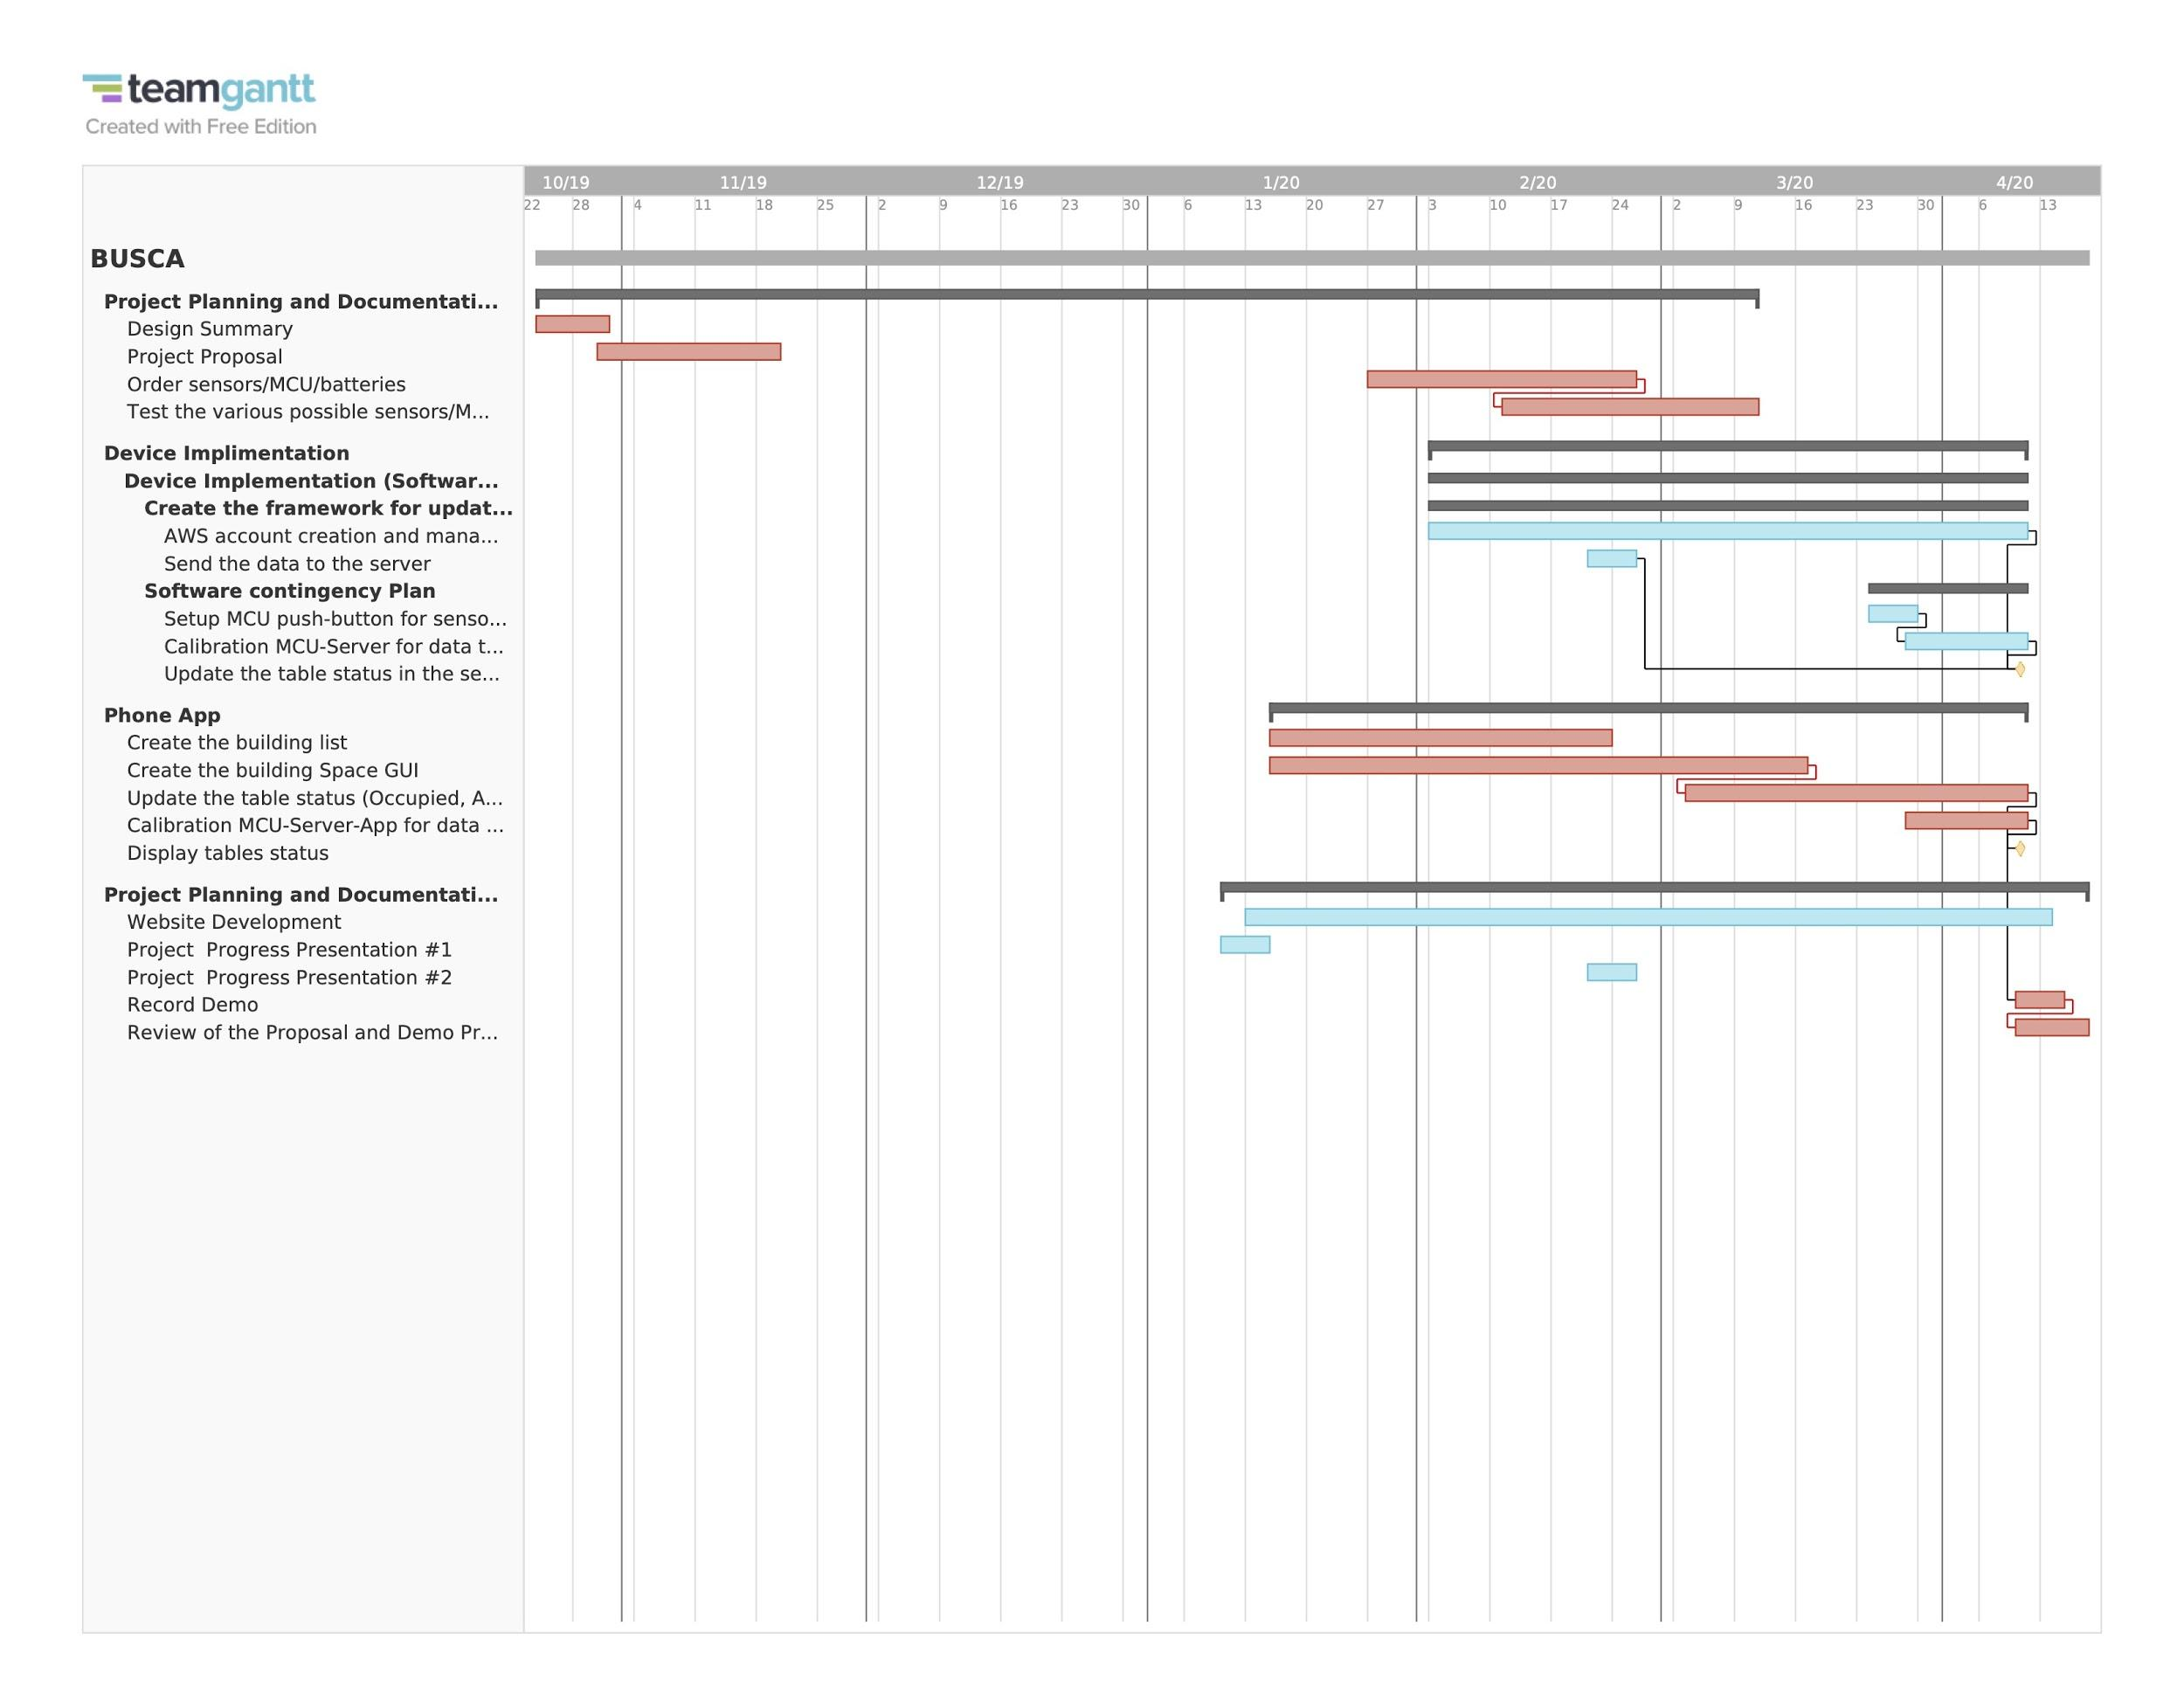 teamgantt
Created with Free Edition
10/19 11/19 12/19 1/20 2/20 3/20 4/20
22 28 4 11 18 25 2 9 16 23 30 6 13 20 27 3 10 17 24 2 9 16 23 30 6 13
BUSCA
Project Planning and Documentati...
Design Summary
Project Proposal
Order sensors/MCU/batteries
Test the various possible sensors/M...
Device Implimentation
Device Implementation (Softwar...
Create the framework for updat...
AWS account creation and mana...
Send the data to the server
Software contingency Plan
Setup MCU push-button for senso...
Calibration MCU-Server for data t...
Update the table status in the se...
Phone App
Create the building list
Create the building Space GUI
Update the table status (Occupied, A...
Calibration MCU-Server-App for data ...
Display tables status
Project Planning and Documentati...
Website Development
Project  Progress Presentation #1
Project  Progress Presentation #2
Record Demo
Review of the Proposal and Demo Pr...